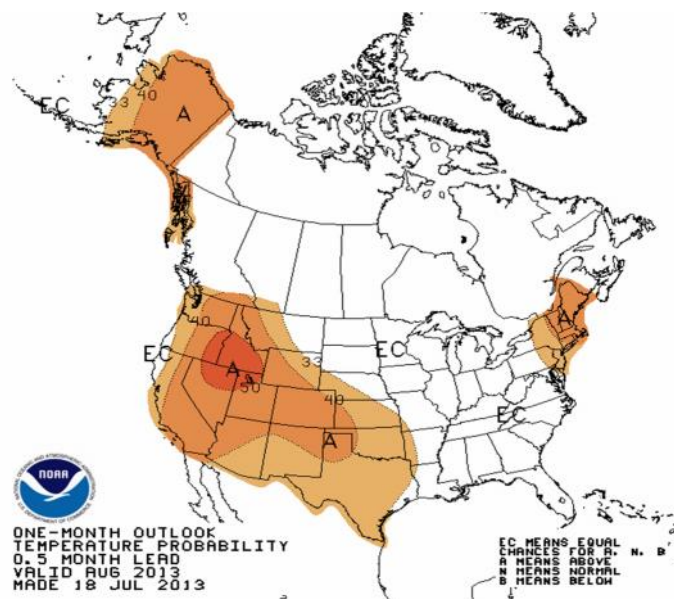 EC
33
40
A
40
EC
A
50
33
40
A
EC
A
EC
NOAA
ONE-MONTH OUTLOOK
TEMPERATURE PROBABILITY
0.5 MONTH LEAD
VALID AUG 2013
MADE 18 JUL 2013
EC MEANS EQUAL
CHANCES FOR A, N, B
A MEANS ABOVE
N MEANS NORMAL
B MEANS BELOW